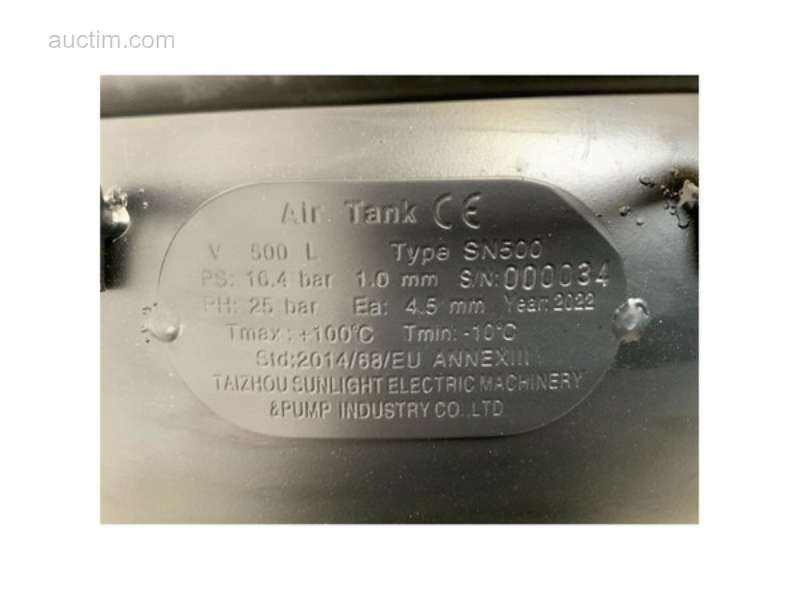 auctim.com
Air Tank CE
V 500 L Type SN500
PS: 16.4 bar 1.0 mm S/N: 000034
PH: 25 bar Ea: 4.5 mm Year: 2022
Tmax: +100°C Tmin: -10°C
Std:2014/68/EU ANNEXIII
TAIZHOU SUNLIGHT ELECTRIC MACHINERY
&PUMP INDUSTRY CO.,LTD